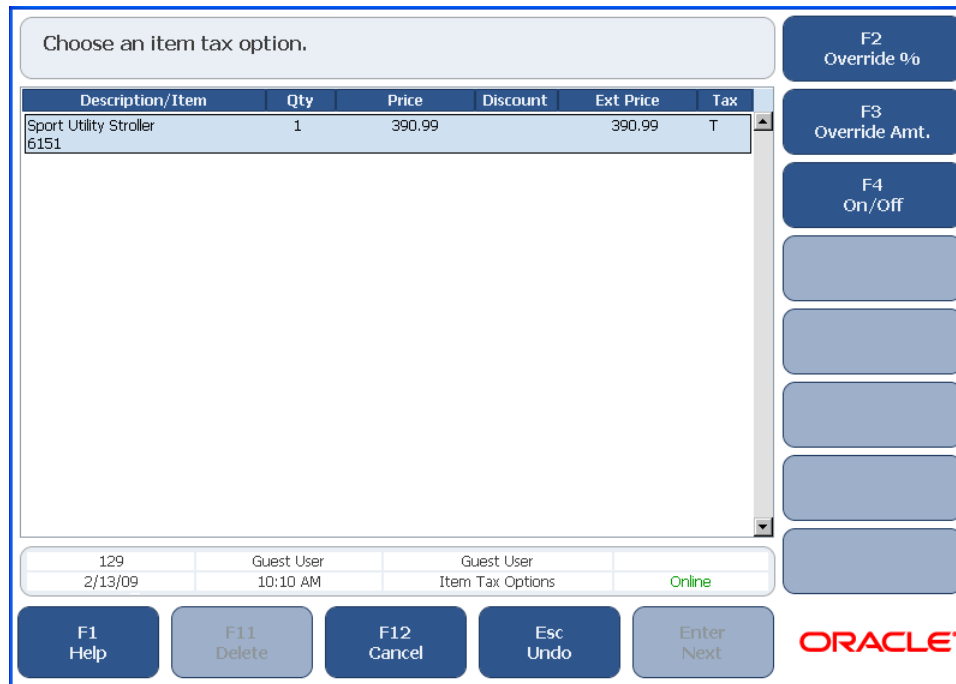 Choose an item tax option.
F2
Override %
Description/Item Qty Price Discount Ext Price Tax
Sport Utility Stroller 1 390.99 390.99 T
6151
F3
Override Amt.
F4
On/Off
129 Guest User Guest User
2/13/09 10:10 AM Item Tax Options Online
F1
Help
F11
Delete
F12
Cancel
Esc
Undo
Enter
Next
ORACLE